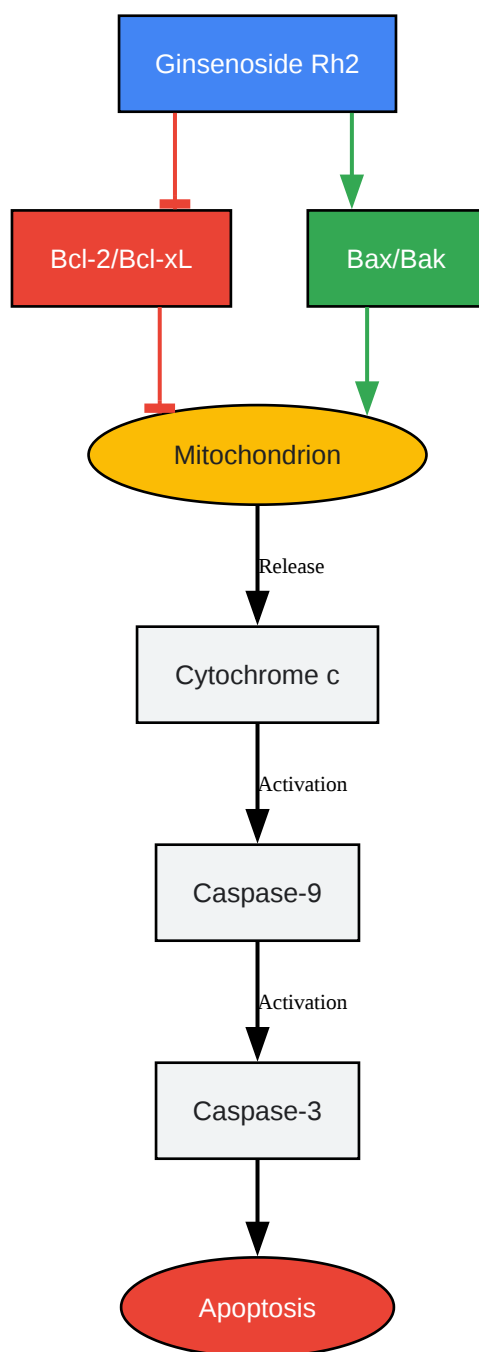 Ginsenoside Rh2
Bcl-2/Bcl-xL
Bax/Bak
Mitochondrion
Release
Cytochrome c
Activation
Caspase-9
Activation
Caspase-3
Apoptosis